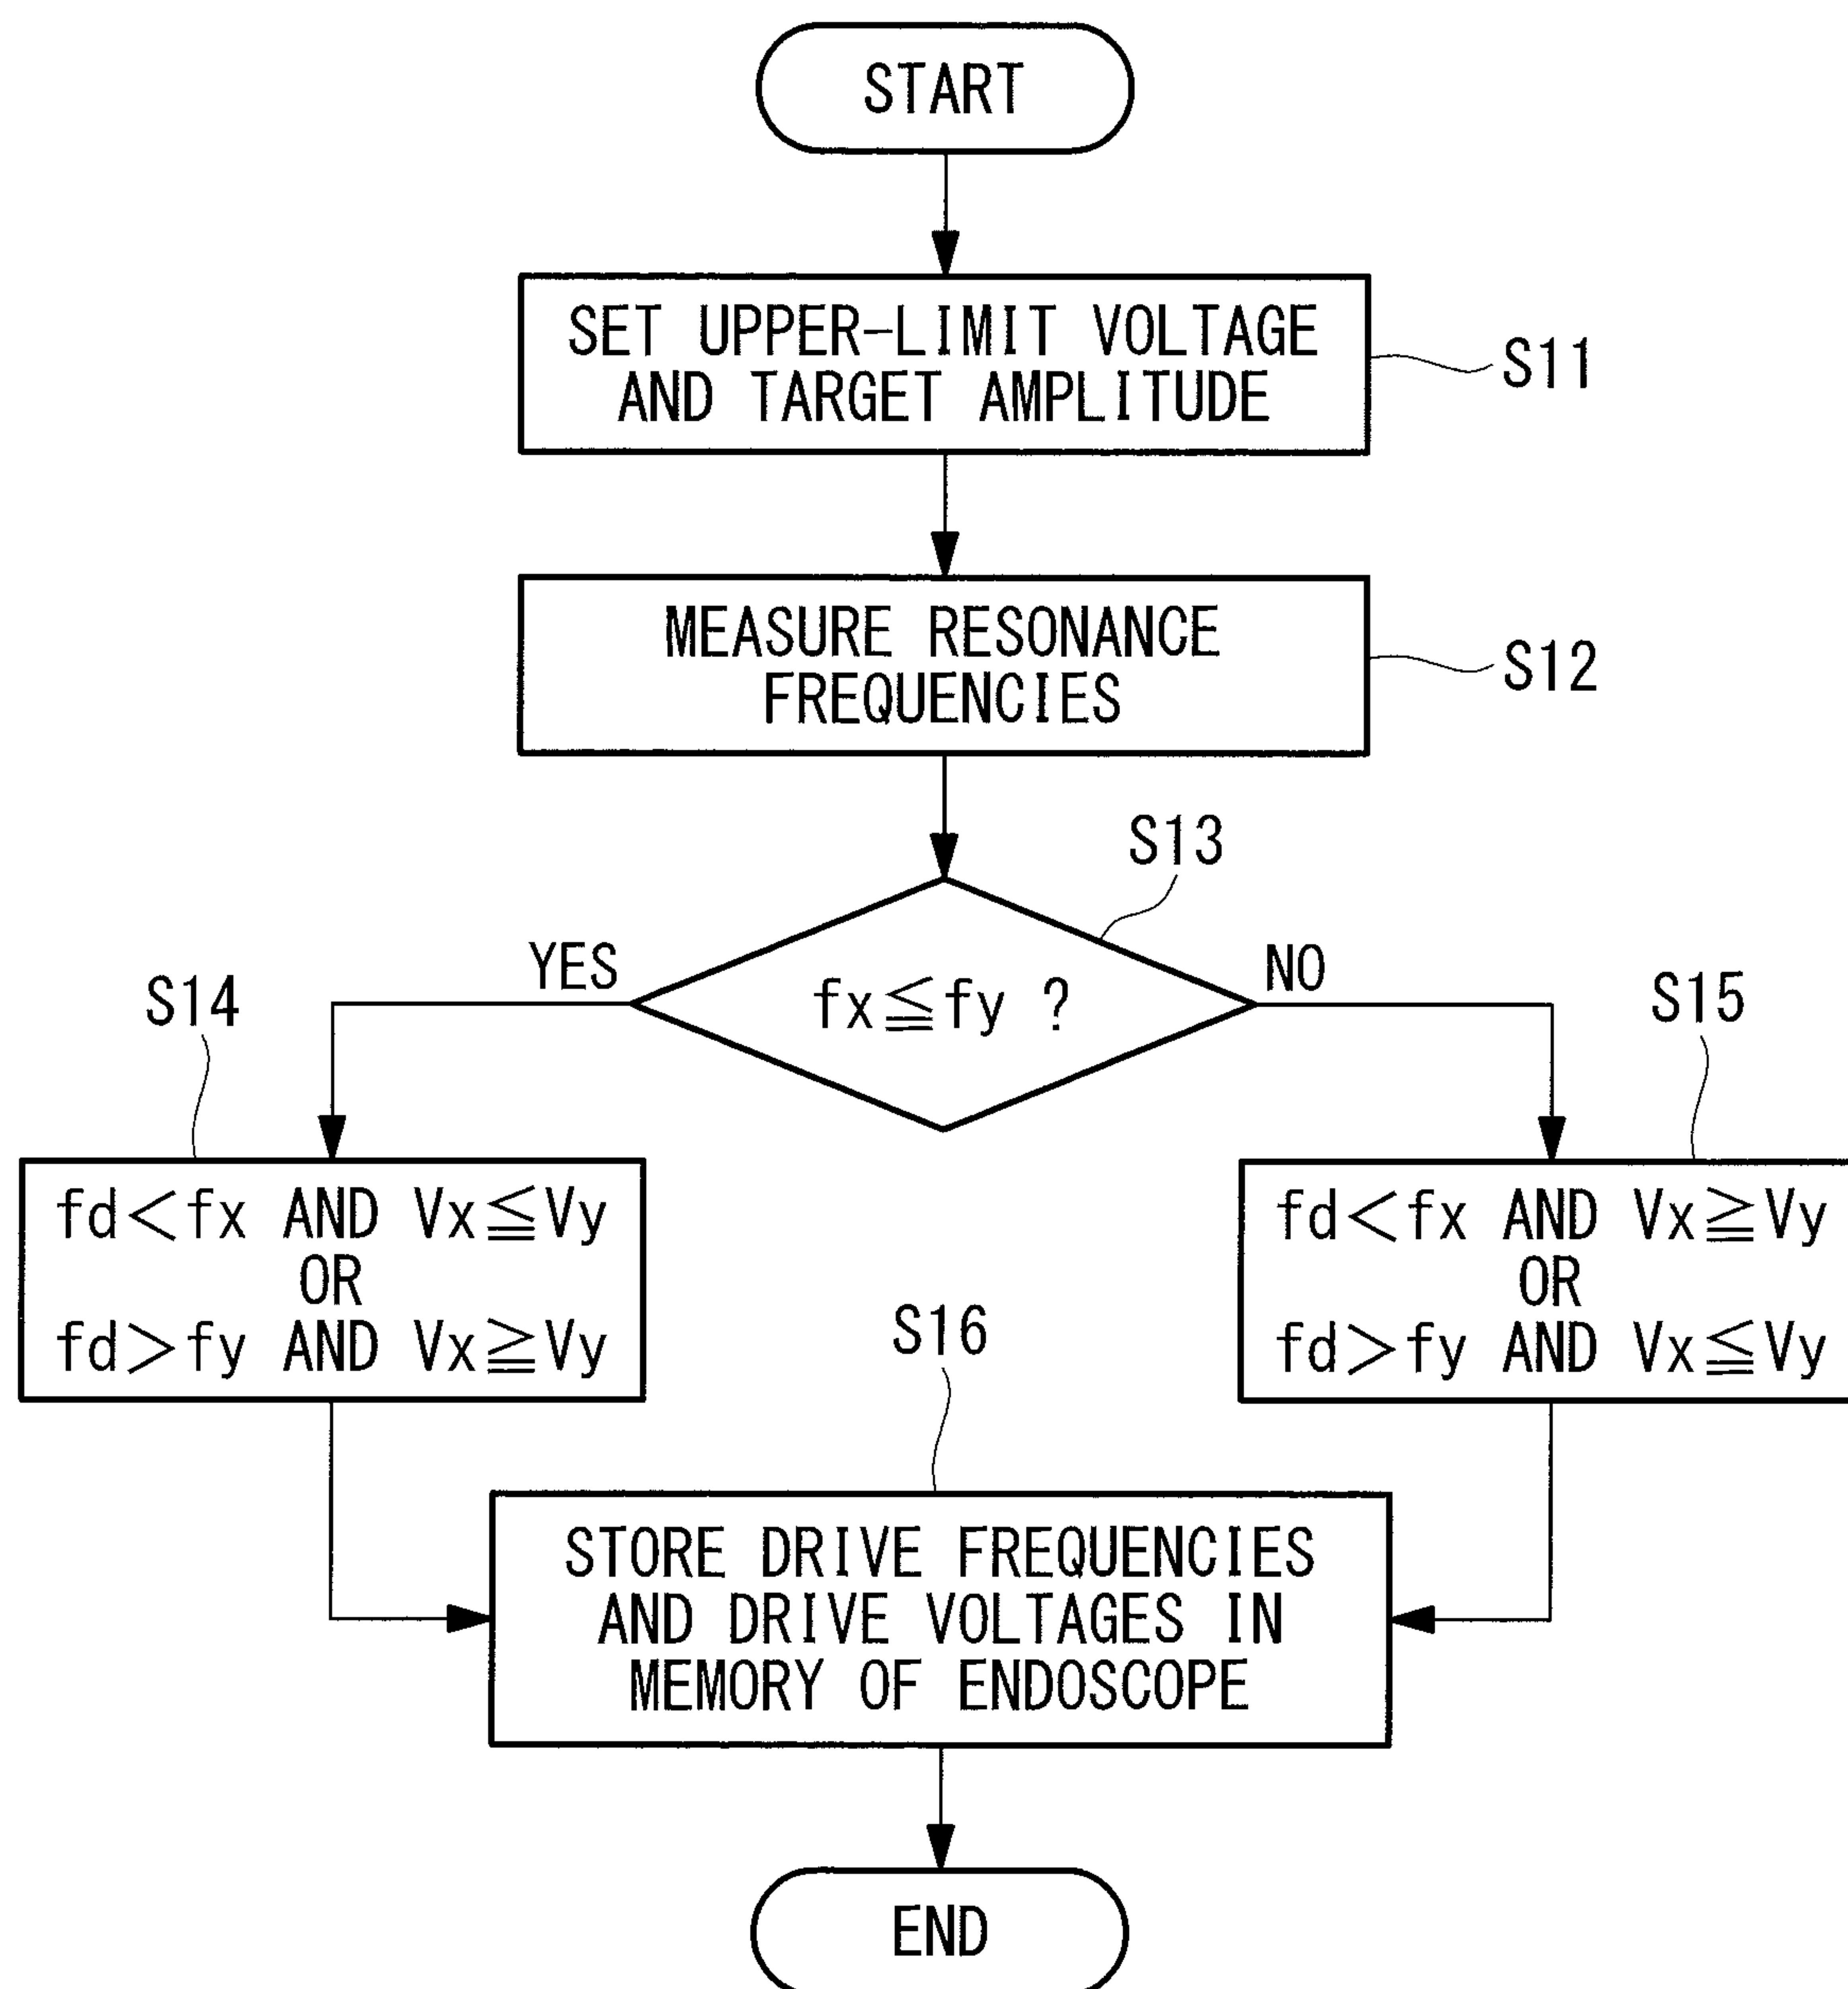 START
SET UPPER-LIMIT VOLTAGE
AND TARGET AMPLITUDE
S11
MEASURE RESONANCE
FREQUENCIES
S12
S13
fx≦fy ?
YES
NO
S14
fd<fx AND Vx≦Vy
OR
fd>fy AND Vx≧Vy
S15
fd<fx AND Vx≧Vy
OR
fd>fy AND Vx≦Vy
S16
STORE DRIVE FREQUENCIES
AND DRIVE VOLTAGES IN
MEMORY OF ENDOSCOPE
END